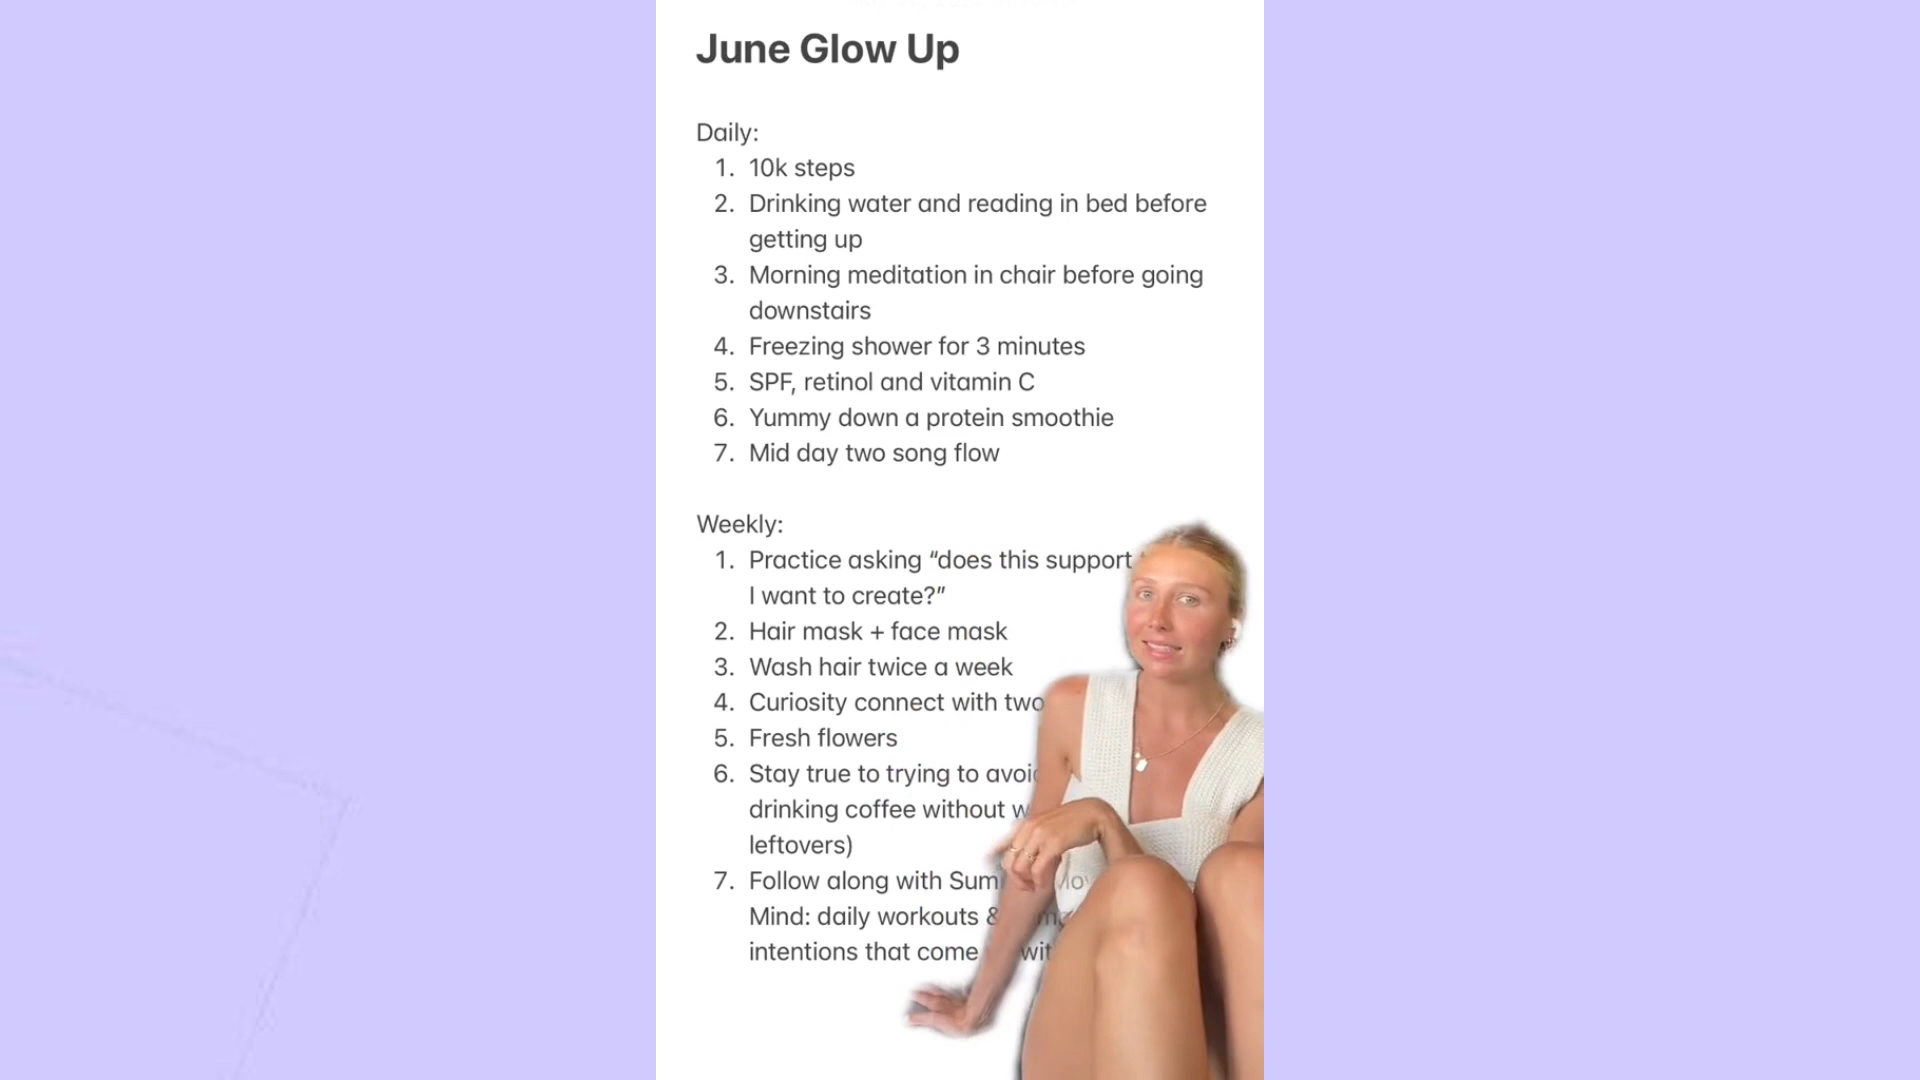 June Glow Up
Daily:
1. 10k steps
2. Drinking water and reading in bed before
getting up
3. Morning meditation in chair before going
downstairs
4. Freezing shower for 3 minutes
5. SPF, retinol and vitamin C
6. Yummy down a protein smoothie
7. Mid day two song flow
Weekly:
1. Practice asking “does this support
I want to create?”
2. Hair mask + face mask
3. Wash hair twice a week
4. Curiosity connect with two
5. Fresh flowers
6. Stay true to trying to avoid
drinking coffee without
leftovers)
7. Follow along with
Mind: daily workouts &
intentions that come